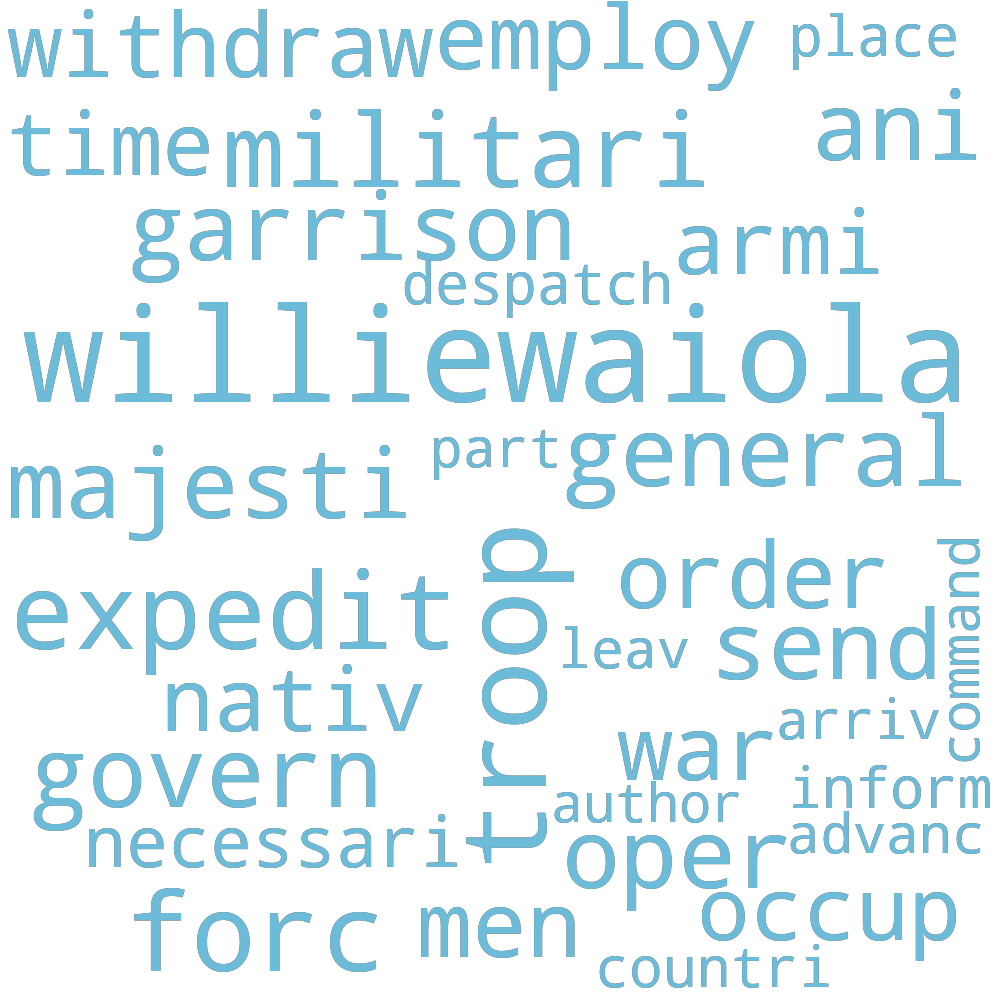 withdraw employ place
time militari ani
garrison armi
despatch
williewaiola
part general
majesti
troop
order command
expedit
leav send
nativ
arriv
war
govern
inform
author
necessari oper advanc
forc men occup
countri